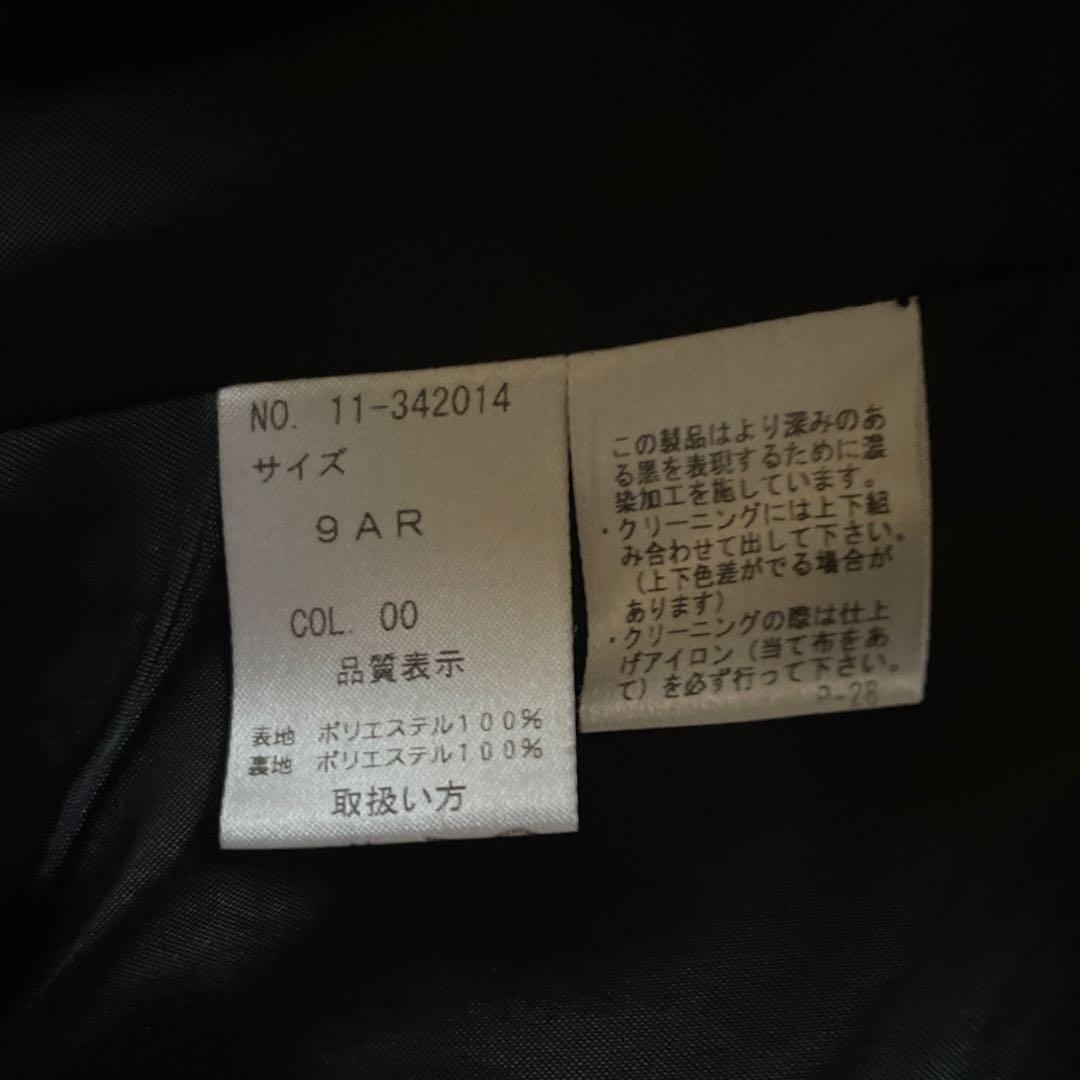 NO. 11-342014
サイズ
9AR
COL. 00
品質表示
表地 ポリエステル100%
裏地 ポリエステル100%
取扱い方
この製品はより深みのあ
る黒を表現するために濃
染加工を施しています。
・クリーニングには上下組
み合わせて出して下さい。
(上下色差がでる場合が
あります)
・クリーニングの際は仕上
げアイロン(当て布をあ
て)を必ず行って下さい。
P-28